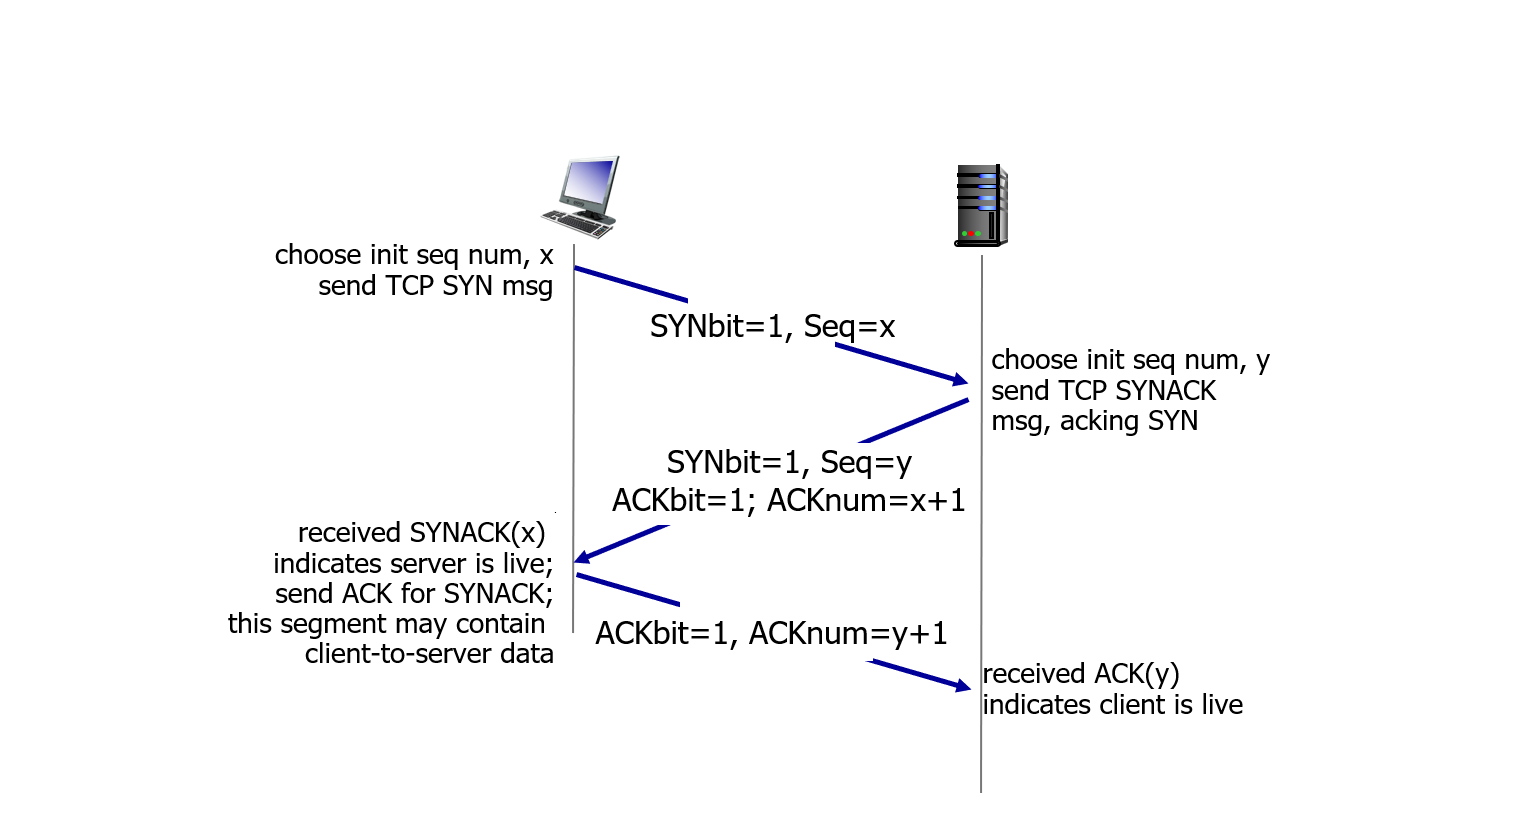 choose init seq num, x
send TCP SYN msg
SYNbit=1, Seq=x
choose init seq num, y
send TCP SYNACK
msg, acking SYN
SYNbit=1, Seq=y
ACKbit=1; ACKnum=x+1
received SYNACK(x)
indicates server is live;
send ACK for SYNACK;
this segment may contain
client-to-server data
ACKbit=1, ACKnum=y+1
received ACK(y)
indicates client is live